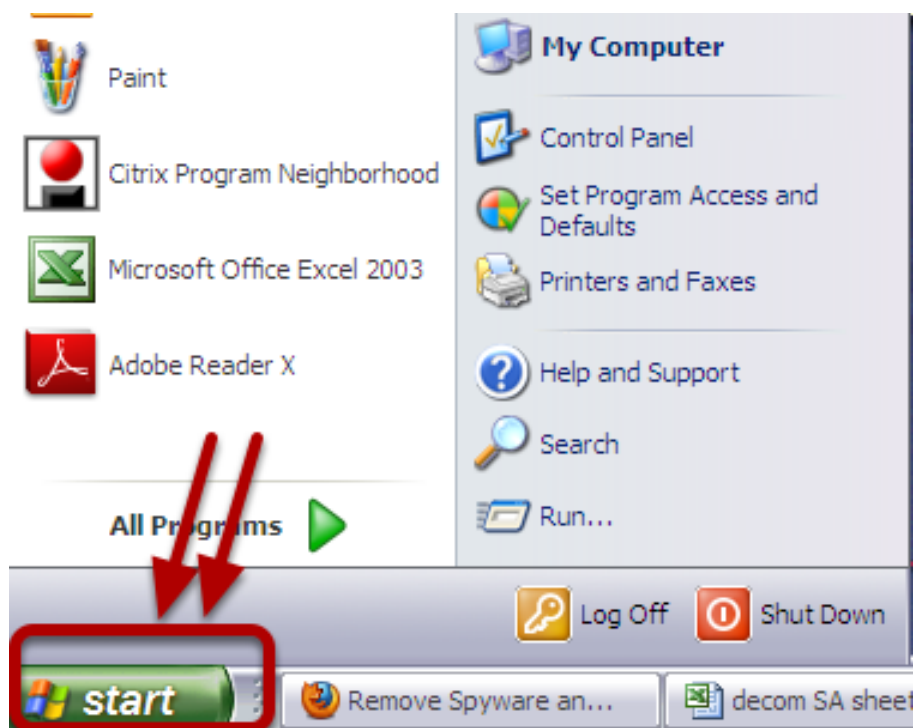 Paint
Citrix Program Neighborhood
Microsoft Office Excel 2003
Adobe Reader X
All Programs
My Computer
Control Panel
Set Program Access and
Defaults
Printers and Faxes
Help and Support
Search
Run...
Log Off
Shut Down
start
Remove Spyware an...
decom SA sheet